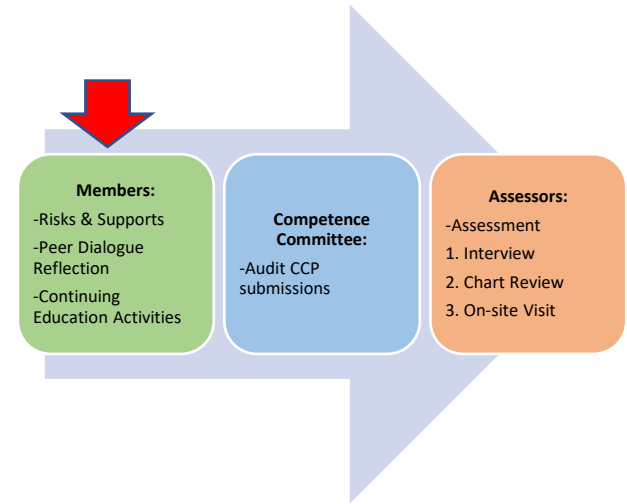 Members:
-Risks & Supports
-Peer Dialogue
Reflection
-Continuing
Education Activities
Competence
Committee:
-Audit CCP
submissions
Assessors:
-Assessment
1. Interview
2. Chart Review
3. On-site Visit